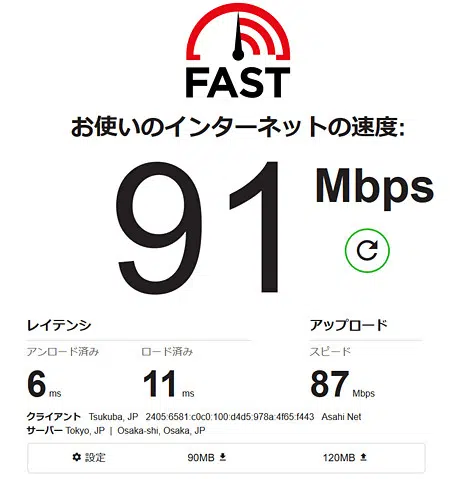 FAST
お使いのインターネットの速度:
91 Mbps
レイテンシ アップロード
アンロード済み ロード済み スピード
6 ms 11 ms 87 Mbps
クライアント Tsukuba, JP 2405:6581:c0c0:100:d4d5:978a:4f65:f443 Asahi Net
サーバー Tokyo, JP | Osaka-shi, Osaka, JP
設定 90MB 120MB